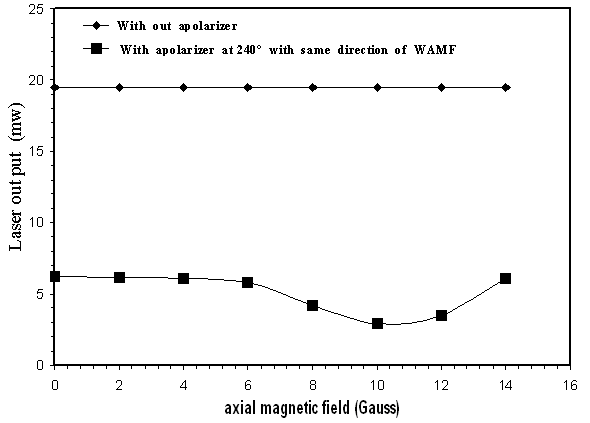 25
With out apolarizer
With apolarizer at 240° with same direction of WAMF
20
15
10
5
0
Laser out put (mw)
0 2 4 6 8 10 12 14 16
axial magnetic field (Gauss)